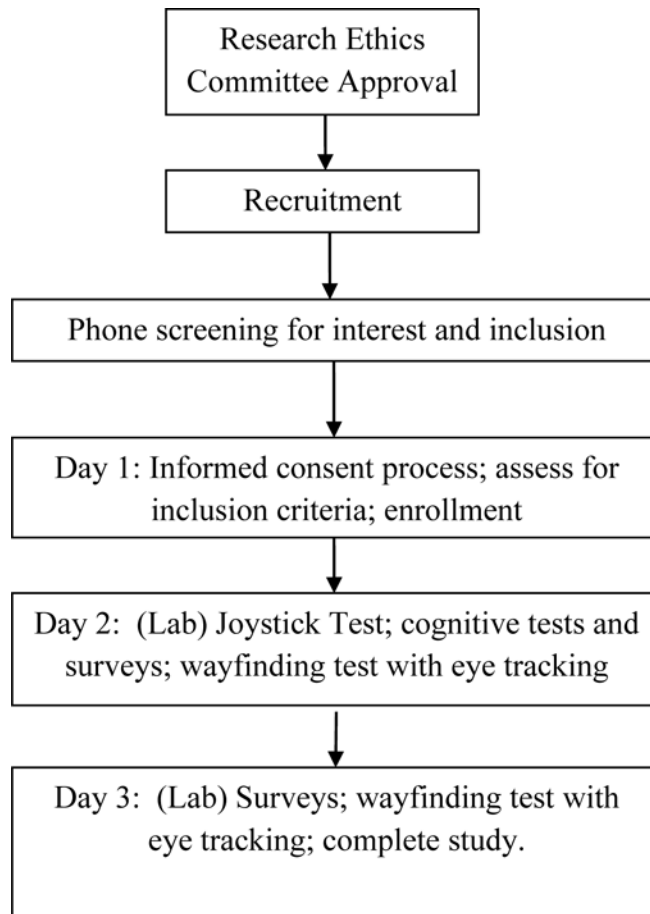 Research Ethics
Committee Approval
Recruitment
Phone screening for interest and inclusion
Day 1: Informed consent process; assess for
inclusion criteria; enrollment
Day 2:  (Lab) Joystick Test; cognitive tests and
surveys; wayfinding test with eye tracking
Day 3:  (Lab) Surveys; wayfinding test with
eye tracking; complete study.